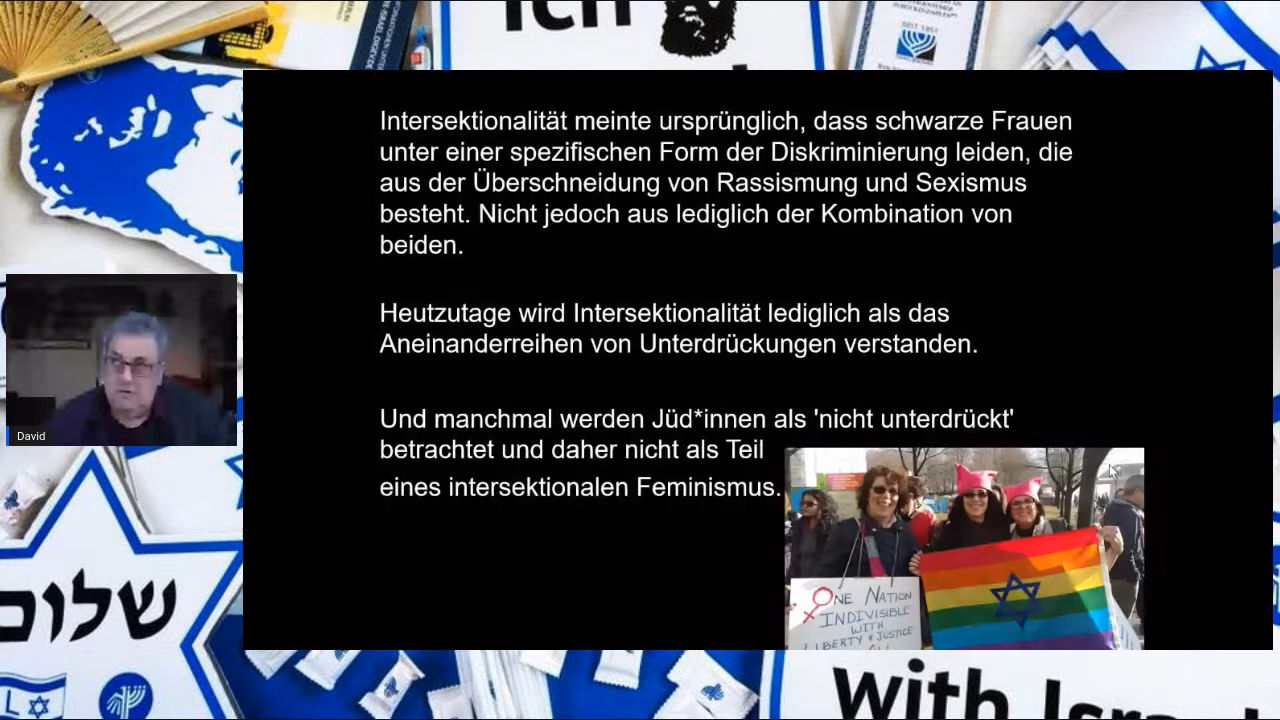 ich
SEIT 1951
Intersektionalität meinte ursprünglich, dass schwarze Frauen
unter einer spezifischen Form der Diskriminierung leiden, die
aus der Überschneidung von Rassismung und Sexismus
besteht. Nicht jedoch aus lediglich der Kombination von
beiden.
Heutzutage wird Intersektionalität lediglich als das
Aneinanderreihen von Unterdrückungen verstanden.
David
Und manchmal werden Jüd*innen als 'nicht unterdrückt'
betrachtet und daher nicht als Teil
eines intersektionalen Feminismus.
ONE NATION
INDIVISIBLE
WITH
LIBERTY & JUSTICE
שלום
with Israel